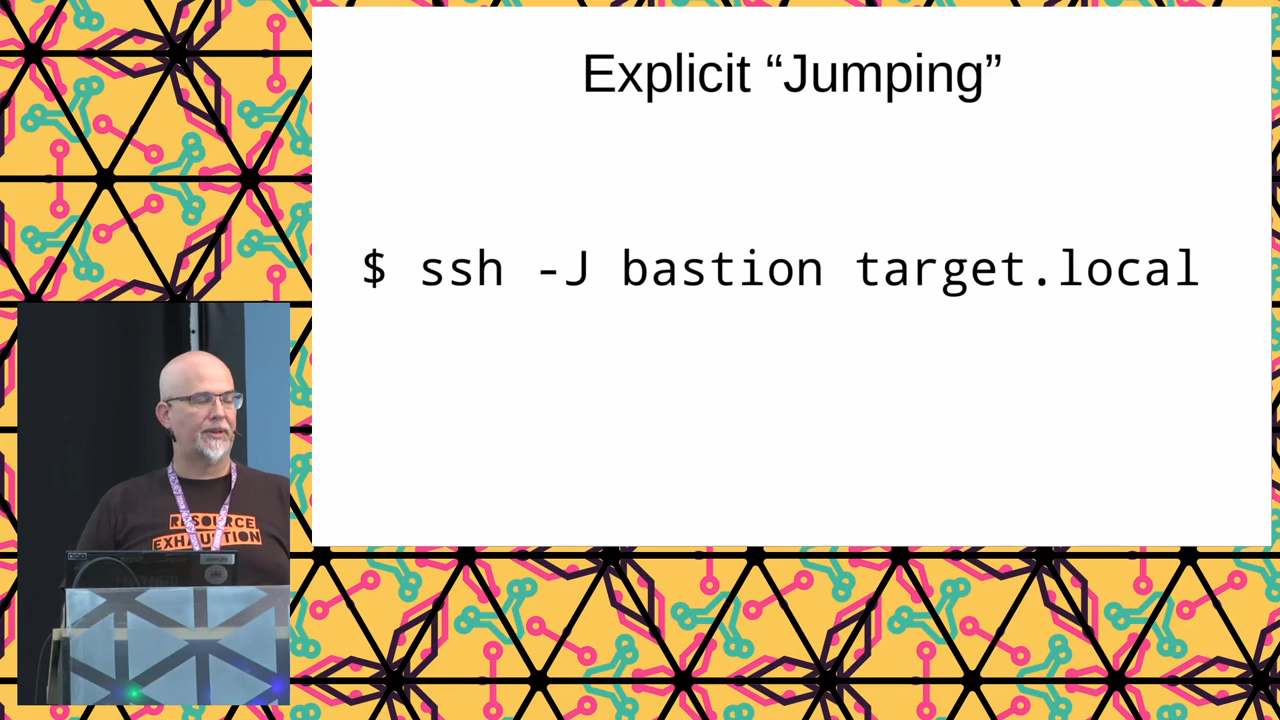 Explicit “Jumping”
$ ssh -J bastion target.local
RESOURCE
EXHAUSTION